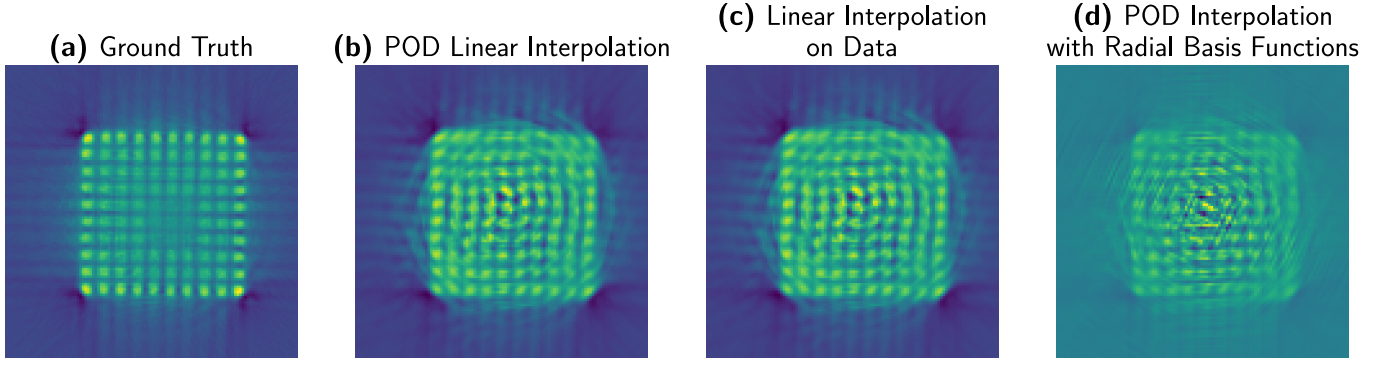 (a) Ground Truth
(b) POD Linear Interpolation
(c) Linear Interpolation
on Data
(d) POD Interpolation
with Radial Basis Functions